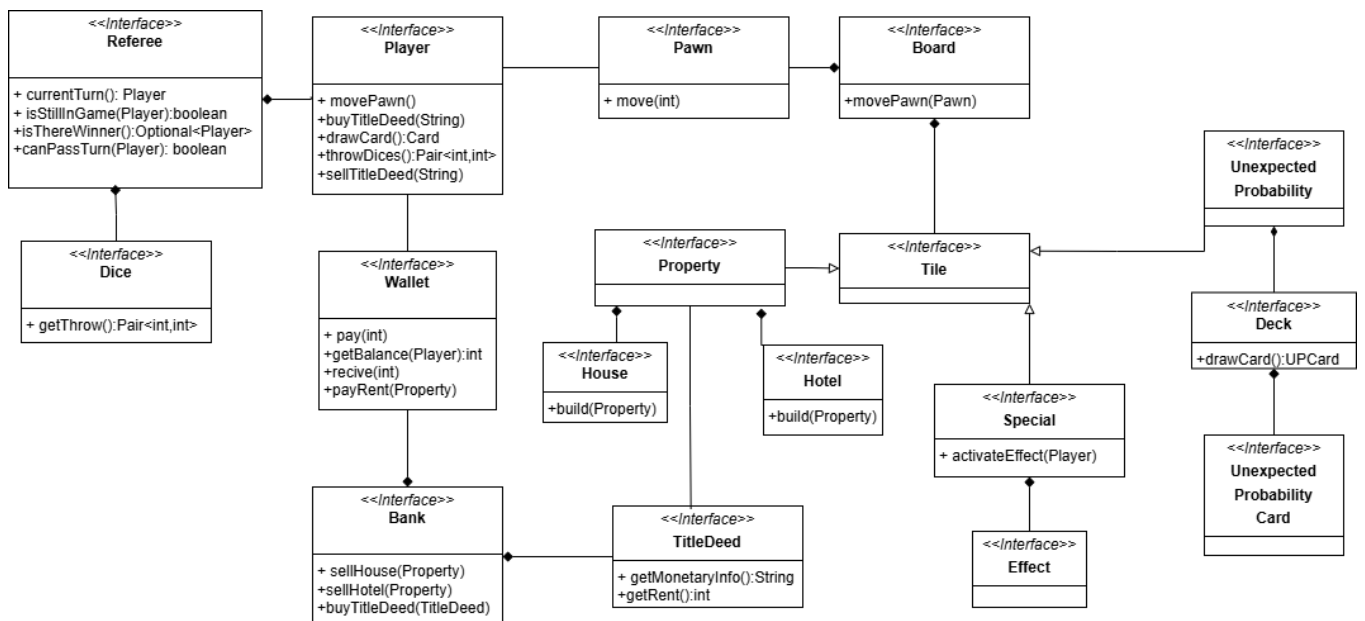 <<Interface>>
Referee
+ currentTurn(): Player
+ isStillInGame(Player):boolean
+isThereWinner():Optional<Player>
+canPassTurn(Player): boolean
<<Interface>>
Player
+ movePawn()
+buyTitleDeed(String)
+drawCard():Card
+throwDices():Pair<int,int>
+sellTitleDeed(String)
<<Interface>>
Pawn
+ move(int)
<<Interface>>
Board
+movePawn(Pawn)
<<Interface>>
Unexpected
Probability
<<Interface>>
Dice
+ getThrow():Pair<int,int>
<<Interface>>
Wallet
+ pay(int)
+getBalance(Player):int
+recive(int)
+payRent(Property)
<<Interface>>
Property
<<Interface>>
Tile
<<Interface>>
Deck
+drawCard():UPCard
<<Interface>>
House
+build(Property)
<<Interface>>
Hotel
+build(Property)
<<Interface>>
Special
+ activateEffect(Player)
<<Interface>>
Unexpected
Probability
Card
<<Interface>>
Bank
+ sellHouse(Property)
+sellHotel(Property)
+buyTitleDeed(TitleDeed)
<<Interface>>
TitleDeed
+ getMonetaryInfo():String
+getRent():int
<<Interface>>
Effect